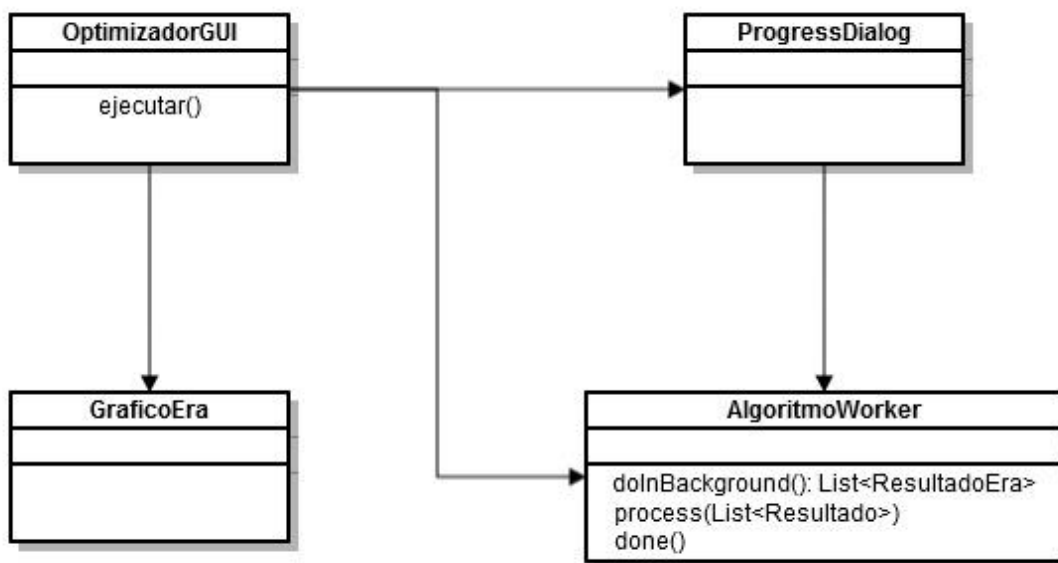 OptimizadorGUI
ejecutar()
ProgressDialog
GraficoEra
AlgoritmoWorker
doInBackground(): List<ResultadoEra>
process(List<Resultado>)
done()